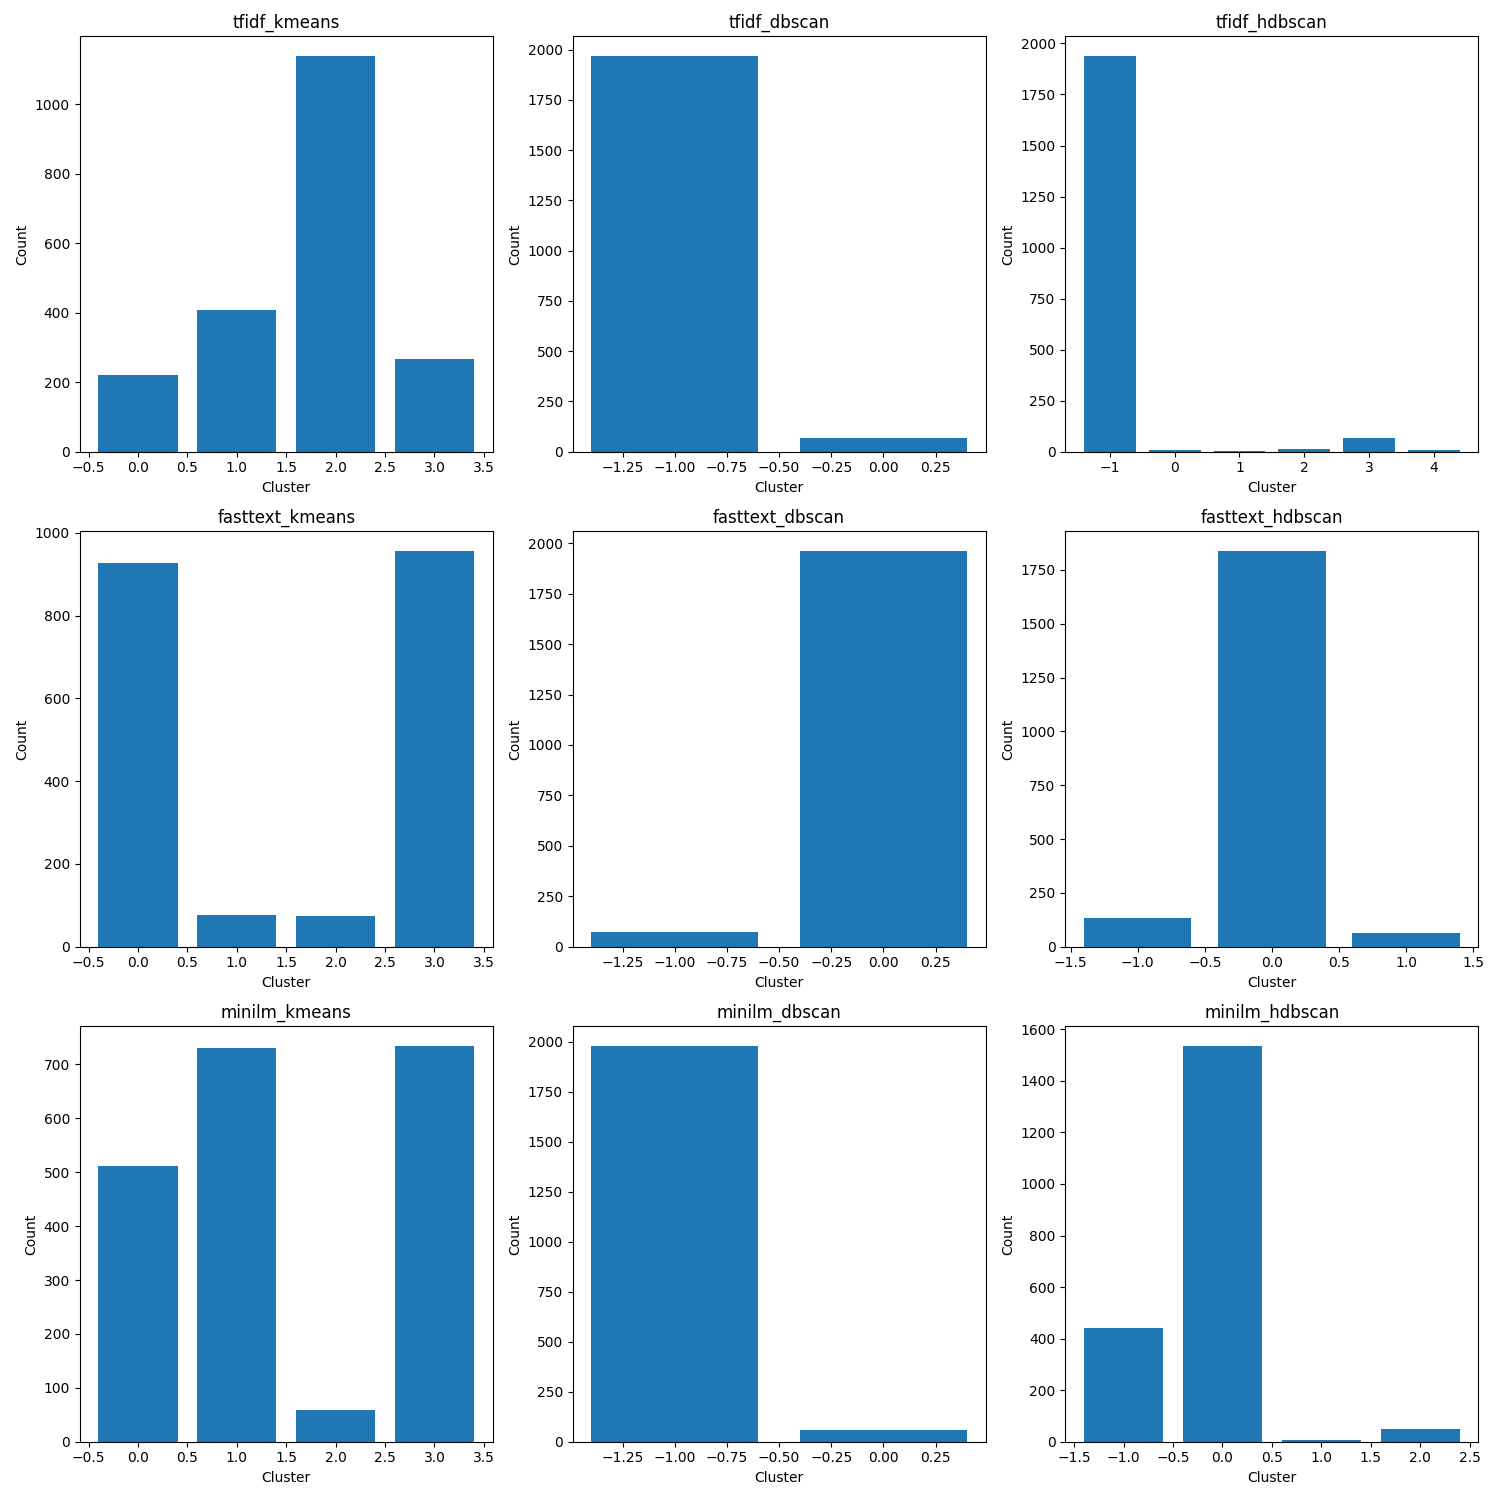 tfidf_kmeans
Count
1000
800
600
400
200
0
−0.5 0.0 0.5 1.0 1.5 2.0 2.5 3.0 3.5
Cluster
tfidf_dbscan
Count
2000
1750
1500
1250
1000
750
500
250
0
−1.25 −1.00 −0.75 −0.50 −0.25 0.00 0.25
Cluster
tfidf_hdbscan
Count
2000
1750
1500
1250
1000
750
500
250
0
−1 0 1 2 3 4
Cluster
fasttext_kmeans
Count
1000
800
600
400
200
0
−0.5 0.0 0.5 1.0 1.5 2.0 2.5 3.0 3.5
Cluster
fasttext_dbscan
Count
2000
1750
1500
1250
1000
750
500
250
0
−1.25 −1.00 −0.75 −0.50 −0.25 0.00 0.25
Cluster
fasttext_hdbscan
Count
1750
1500
1250
1000
750
500
250
0
−1.5 −1.0 −0.5 0.0 0.5 1.0 1.5
Cluster
minilm_kmeans
Count
700
600
500
400
300
200
100
0
−0.5 0.0 0.5 1.0 1.5 2.0 2.5 3.0 3.5
Cluster
minilm_dbscan
Count
2000
1750
1500
1250
1000
750
500
250
0
−1.25 −1.00 −0.75 −0.50 −0.25 0.00 0.25
Cluster
minilm_hdbscan
Count
1600
1400
1200
1000
800
600
400
200
0
−1.5 −1.0 −0.5 0.0 0.5 1.0 1.5 2.0 2.5
Cluster